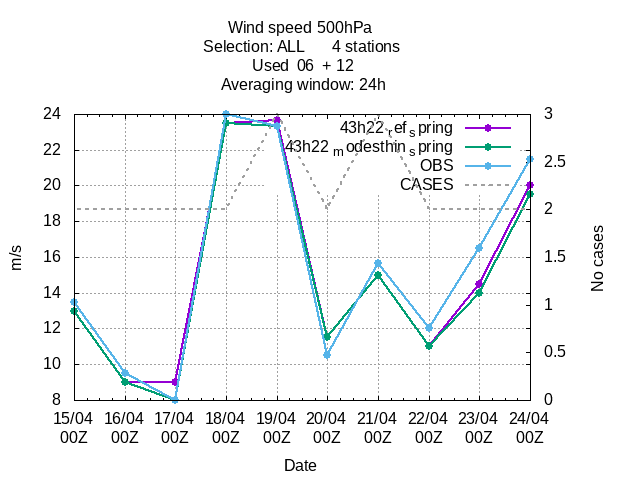 Wind speed 500hPa
Selection: ALL 4 stations
Used 06 + 12
Averaging window: 24h
43h22 ref spring
43h22 modesthin spring
OBS
CASES
24
22
20
18
16
14
12
10
8
3
2.5
2
1.5
1
0.5
0
m/s
No cases
15/04 16/04 17/04 18/04 19/04 20/04 21/04 22/04 23/04 24/04
00Z 00Z 00Z 00Z 00Z 00Z 00Z 00Z 00Z 00Z
Date